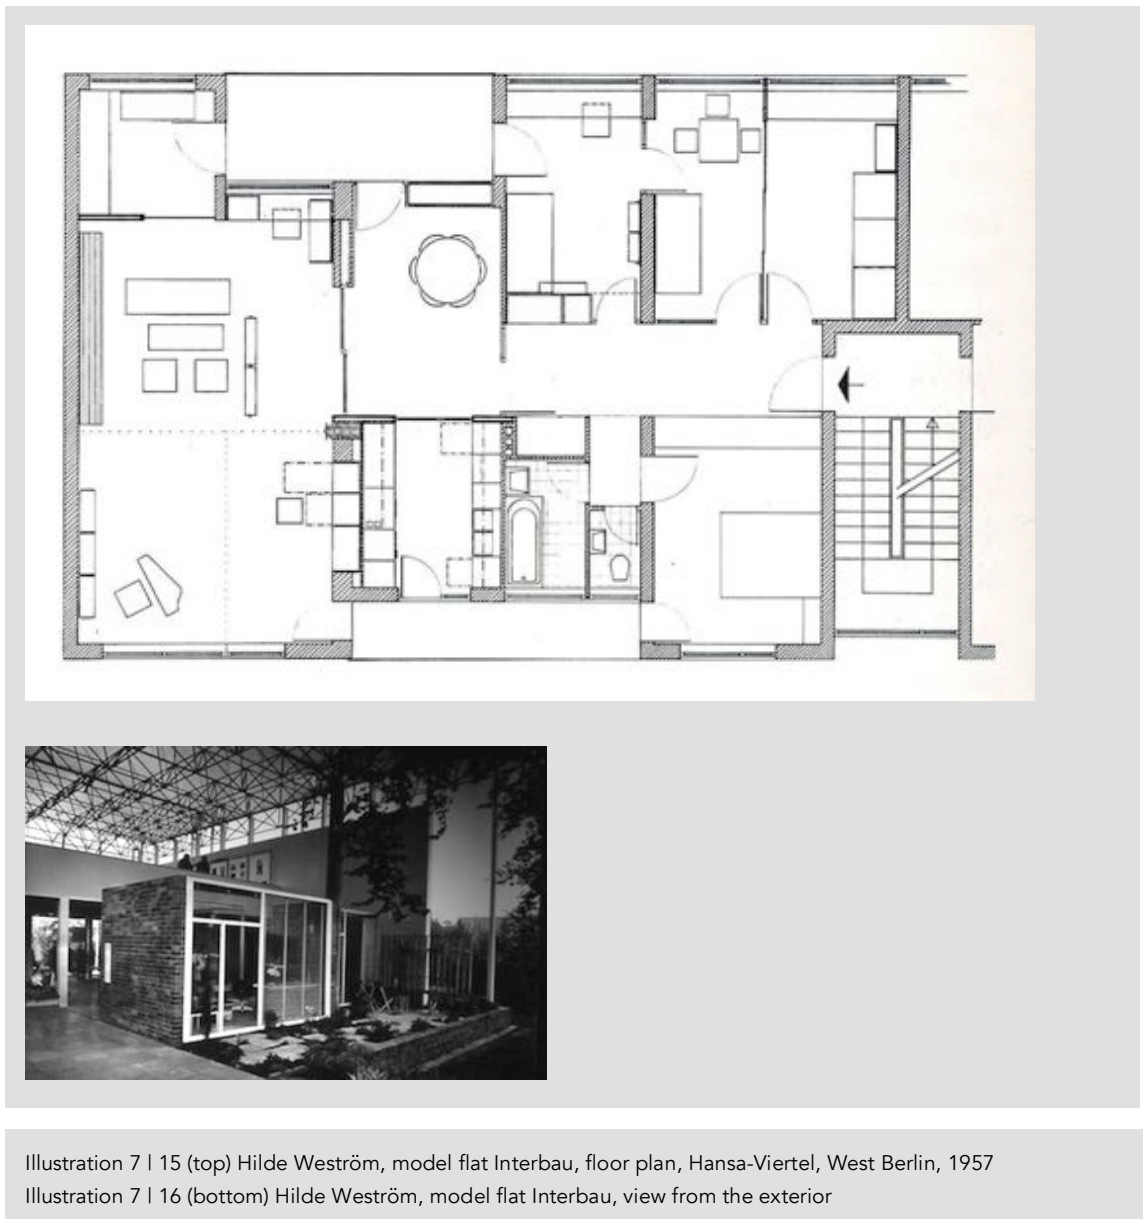 Illustration 7 | 15 (top) Hilde Weström, model flat Interbau, floor plan, Hansa-Viertel, West Berlin, 1957
Illustration 7 | 16 (bottom) Hilde Weström, model flat Interbau, view from the exterior